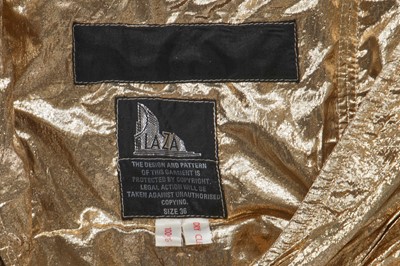 LAZA
THE DESIGN AND PATTERN
OF THIS GARMENT IS
PROTECTED BY COPYRIGHT.
LEGAL ACTION WILL BE
TAKEN AGAINST UNAUTHORISED
COPYING.
SIZE 36